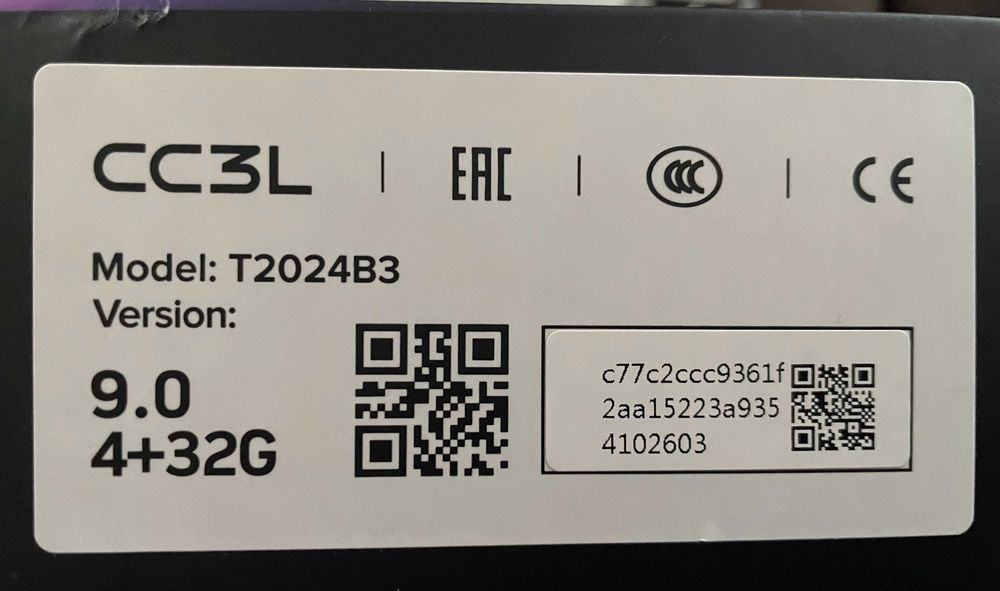 CC3L | EAC | CCC | CE
Model: T2024B3
Version:
9.0
4+32G
c77c2ccc9361f
2aa15223a935
4102603